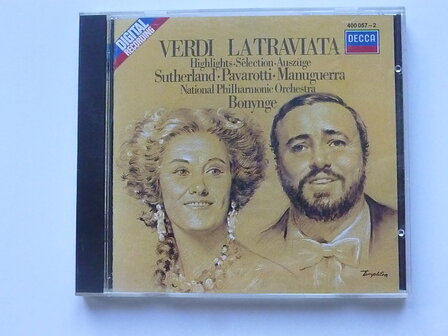 400 057-2
DIGITAL
RECORDING
DECCA
VERDI LA TRAVIATA
Highlights·Sélection·Auszüge
Sutherland·Pavarotti·Manuguerra
National Philharmonic Orchestra
Bonynge